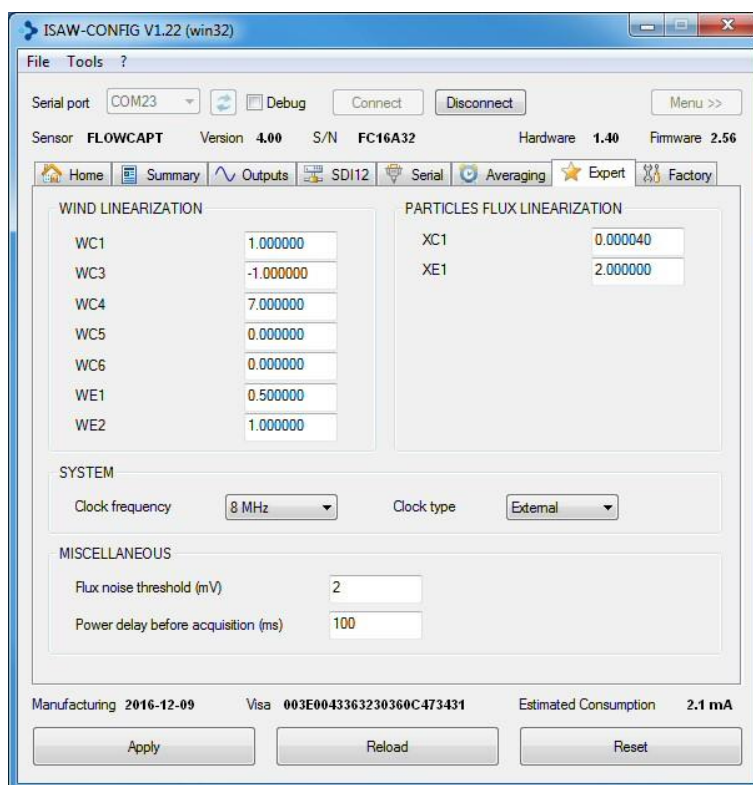 ISAW-CONFIG V1.22 (win32)
File Tools ?
Serial port COM23 Debug Connect Disconnect Menu >>
Sensor FLOWCAPT Version 4.00 S/N FC16A32 Hardware 1.40 Firmware 2.56
Home Summary Outputs SDI12 Serial Averaging Expert Factory
WIND LINEARIZATION PARTICLES FLUX LINEARIZATION
WC1 1.000000 XC1 0.000040
WC3 -1.000000 XE1 2.000000
WC4 7.000000
WC5 0.000000
WC6 0.000000
WE1 0.500000
WE2 1.000000
SYSTEM
Clock frequency 8 MHz Clock type External
MISCELLANEOUS
Flux noise threshold (mV) 2
Power delay before acquisition (ms) 100
Manufacturing 2016-12-09 Visa 003E0043363230360C473431 Estimated Consumption 2.1 mA
Apply Reload Reset